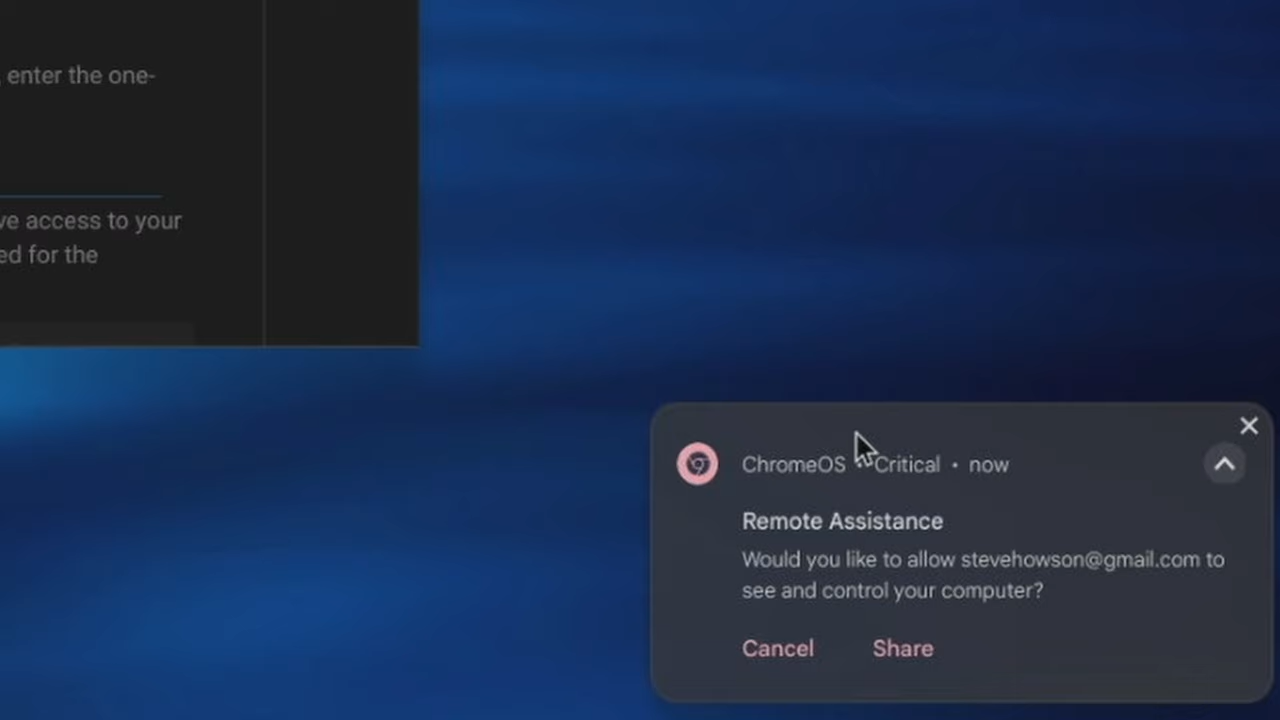 enter the one-
ve access to your
ed for the
ChromeOS • Critical • now
Remote Assistance
Would you like to allow stevehowson@gmail.com to
see and control your computer?
Cancel Share